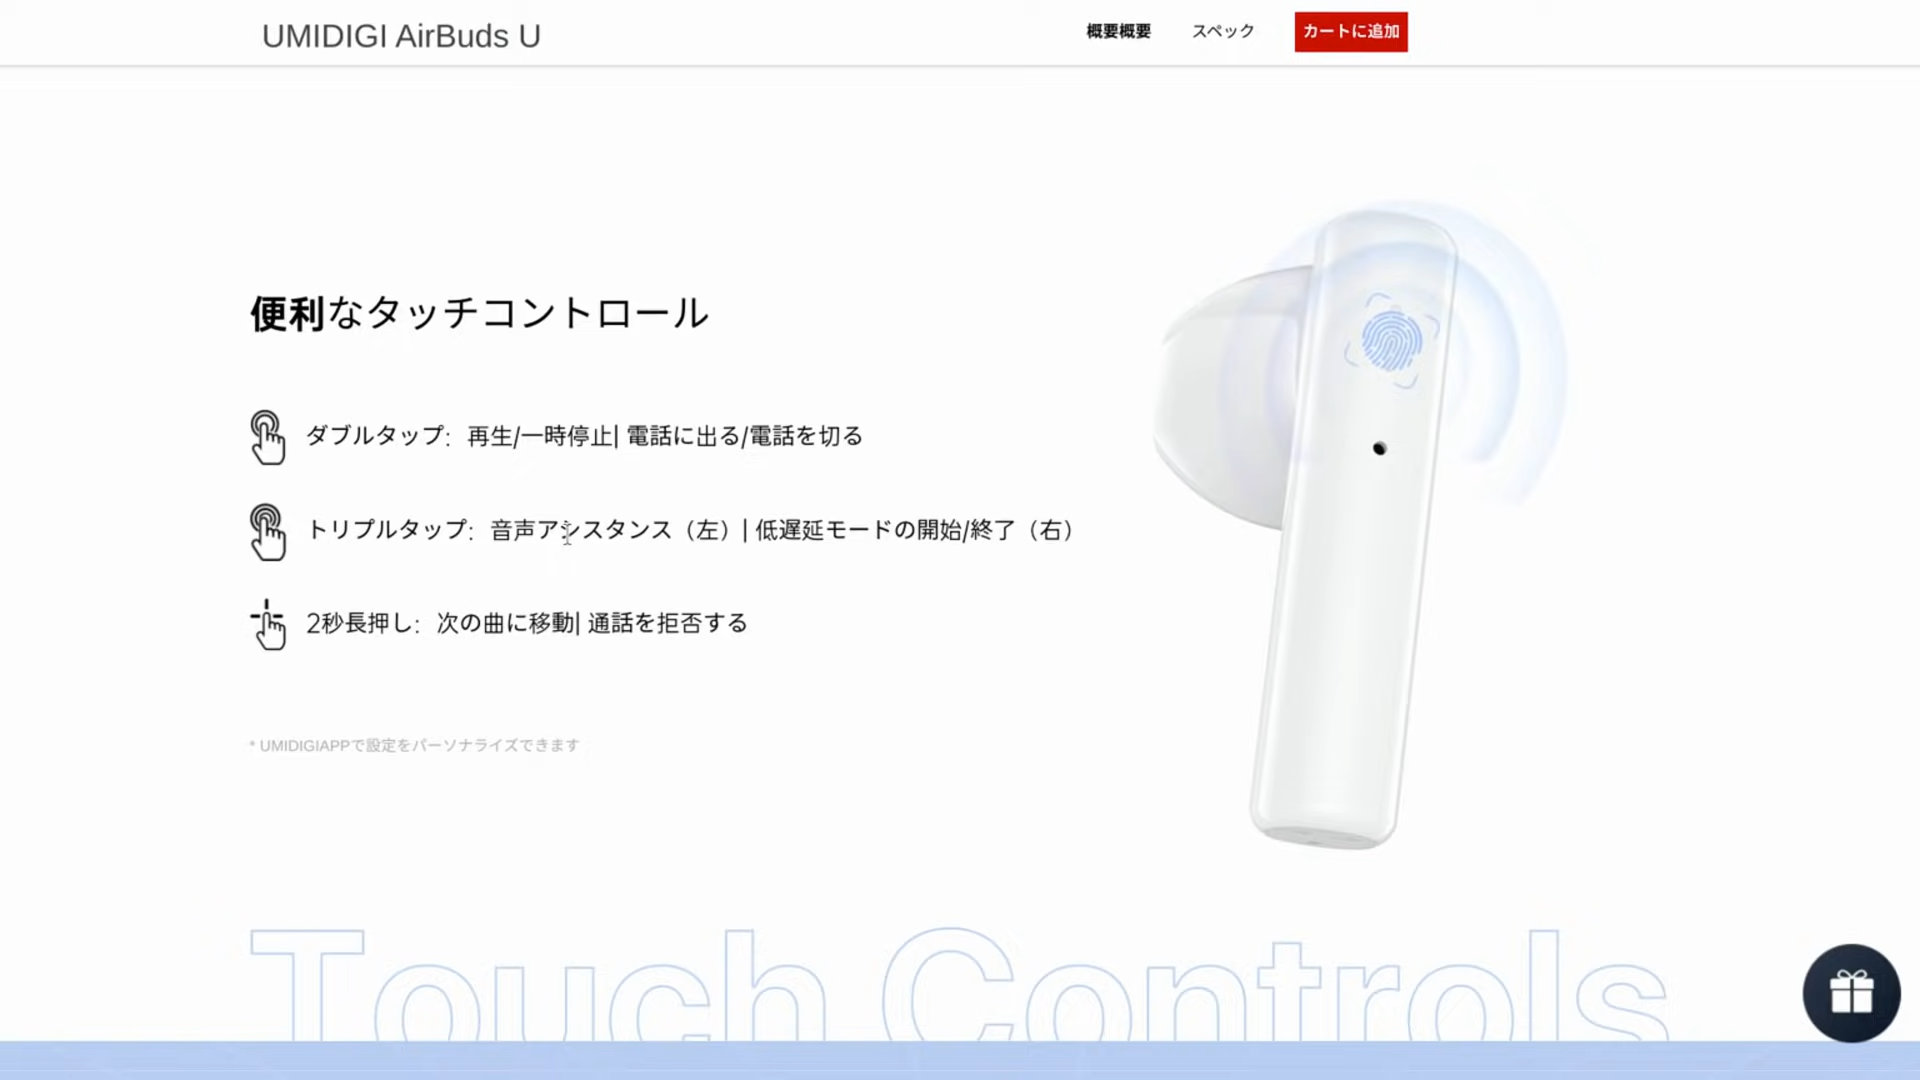 UMIDIGI AirBuds U
概要概要
スペック
カートに追加
便利なタッチコントロール
ダブルタップ: 再生/一時停止| 電話に出る/電話を切る
トリプルタップ: 音声アシスタンス（左）| 低遅延モードの開始/終了（右）
2秒長押し: 次の曲に移動| 通話を拒否する
* UMIDIGIAPPで設定をパーソナライズできます
Touch Controls